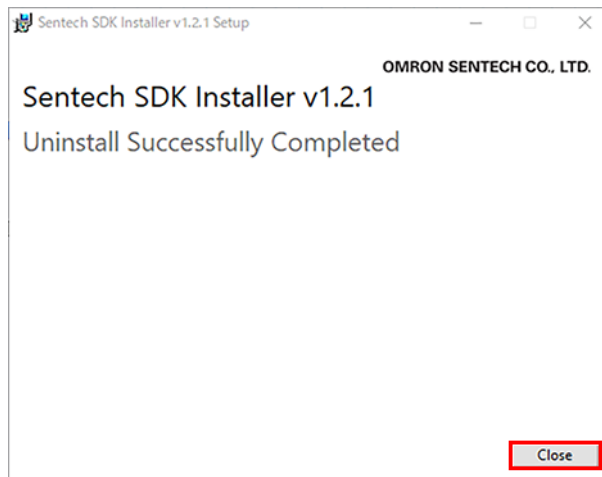 Sentech SDK Installer v1.2.1 Setup
OMRON SENTECH CO., LTD.
Sentech SDK Installer v1.2.1
Uninstall Successfully Completed
Close